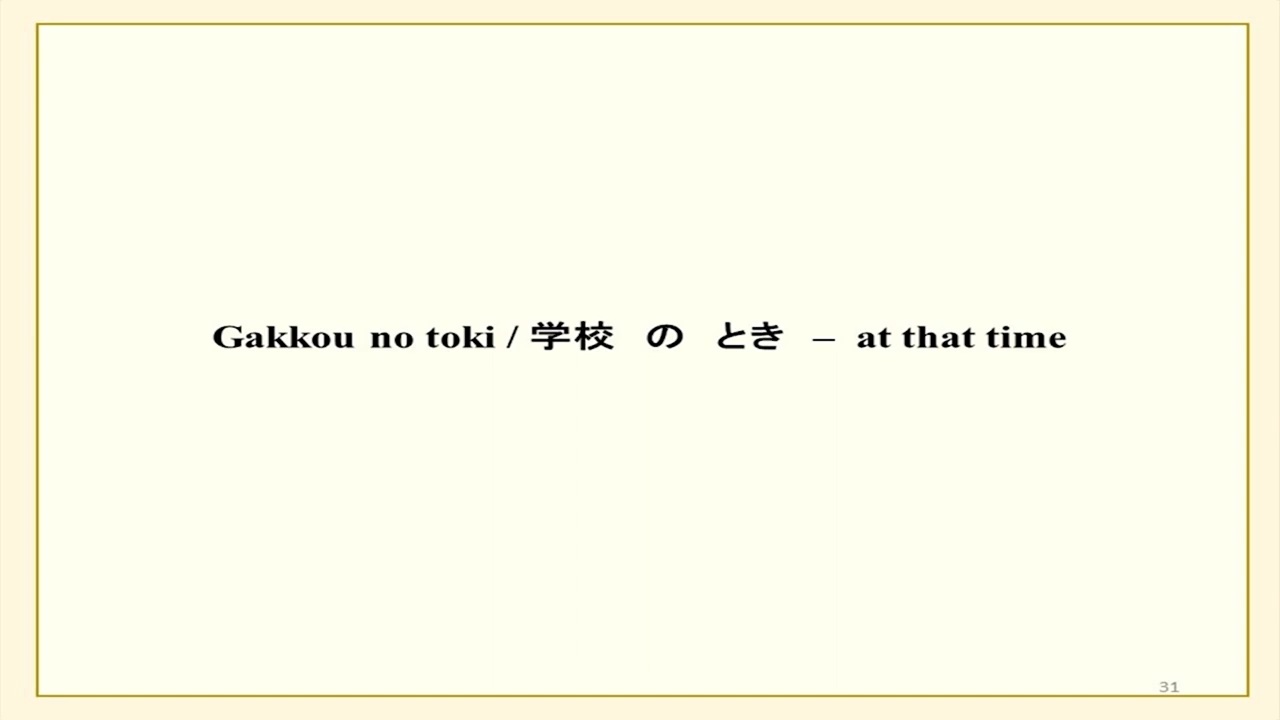 Gakkou no toki / 学校　の　とき　– at that time
31